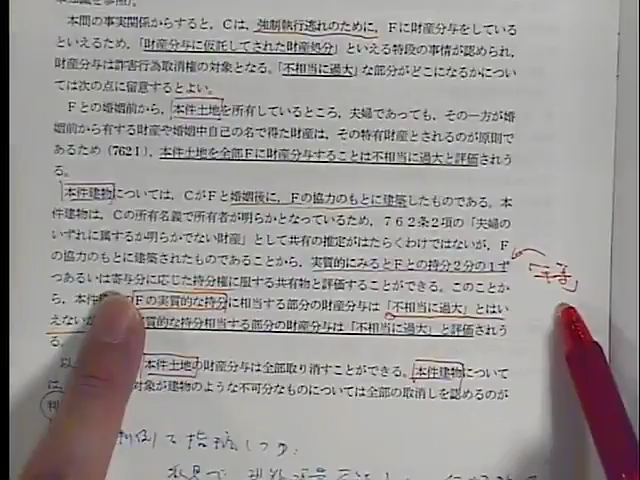 本問の事実関係からすると、Cは、強制執行逃れのために、Fに財産分与をしている
といえるため、「財産分与に仮託してされた財産処分」といえる特段の事情が認められ、
財産分与は詐害行為取消権の対象となる。「不相当に過大」な部分がどこになるかについ
ては次の点に留意するとよい。
Fとの婚姻前から、本件土地を所有しているところ、夫婦であっても、その一方が婚
姻前から有する財産や婚姻中自己の名で得た財産は、その特有財産とされるのが原則で
あるため（762Ⅰ）、本件土地を全部Fに財産分与することは不相当に過大と評価されう
る。
本件建物については、CがFと婚姻後に、Fの協力のもとに建築したものである。本
件建物は、Cの所有名義で所有者が明らかとなっているため、762条2項の「夫婦の
いずれに属するか明らかでない財産」として共有の推定がはたらくわけではないが、F
の協力のもとに建築されたものであることから、実質的にみるとFとの持分2分の1ず
つあるいは寄与分に応じた持分権に服する共有物と評価することができる。このことか
ら、本件 Fの実質的な持分に相当する部分の財産分与は「不相当に過大」とはい
えない 実質的な持分相当する部分の財産分与は「不相当に過大」と評価されう
る。
以 本件土地の財産分与は全部取り消すことができる。本件建物について
は、 対象が建物のような不可分なものについては全部の取消しを認めるのが
判
判例で指摘しつつ